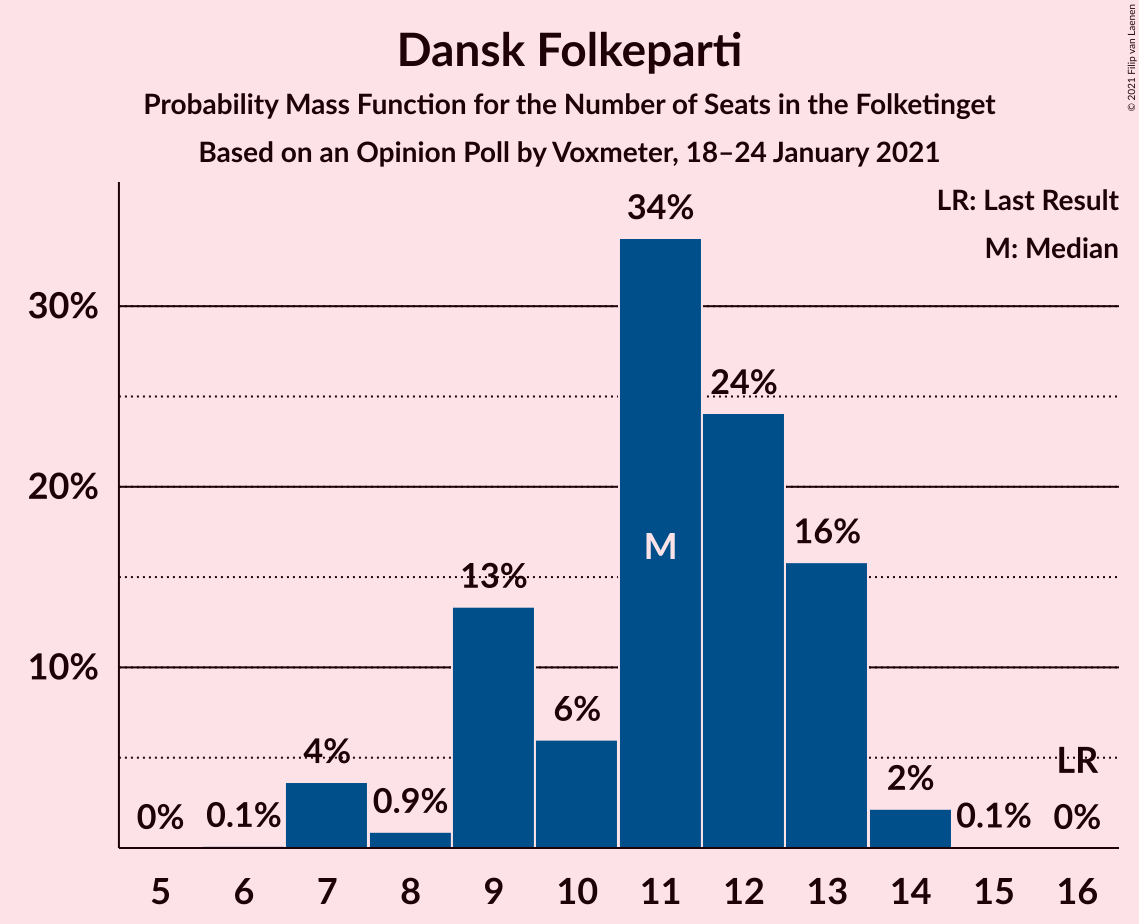 Dansk Folkeparti
Probability Mass Function for the Number of Seats in the Folketinget
Based on an Opinion Poll by Voxmeter, 18–24 January 2021
© 2021 Filip van Laenen
LR: Last Result
M: Median
34%
30%
24%
20%
16%
M
13%
10%
6%
4%
LR
2%
0.9%
0%
0.1%
0.1%
0%
5 6 7 8 9 10 11 12 13 14 15 16